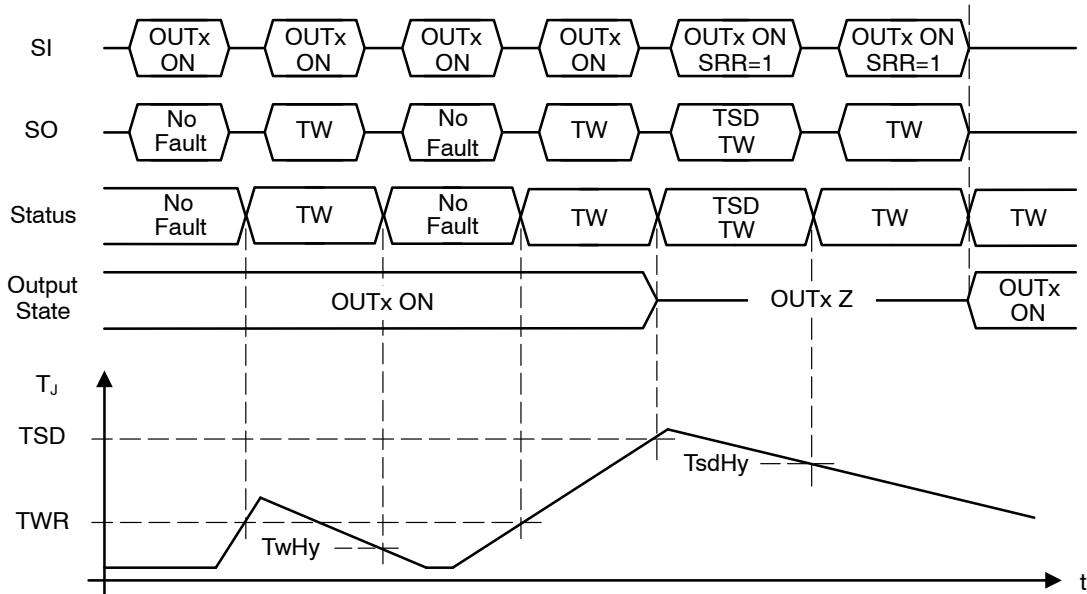 SI
OUTx
ON
OUTx
ON
OUTx
ON
OUTx
ON
OUTx ON
SRR=1
OUTx ON
SRR=1
SO
No
Fault
TW
No
Fault
TW
TSD
TW
TW
Status
No
Fault
TW
No
Fault
TW
TSD
TW
TW
TW
Output
State
OUTx ON
OUTx Z
OUTx
ON
TJ
TSD
TsdHy
TWR
TwHy
t